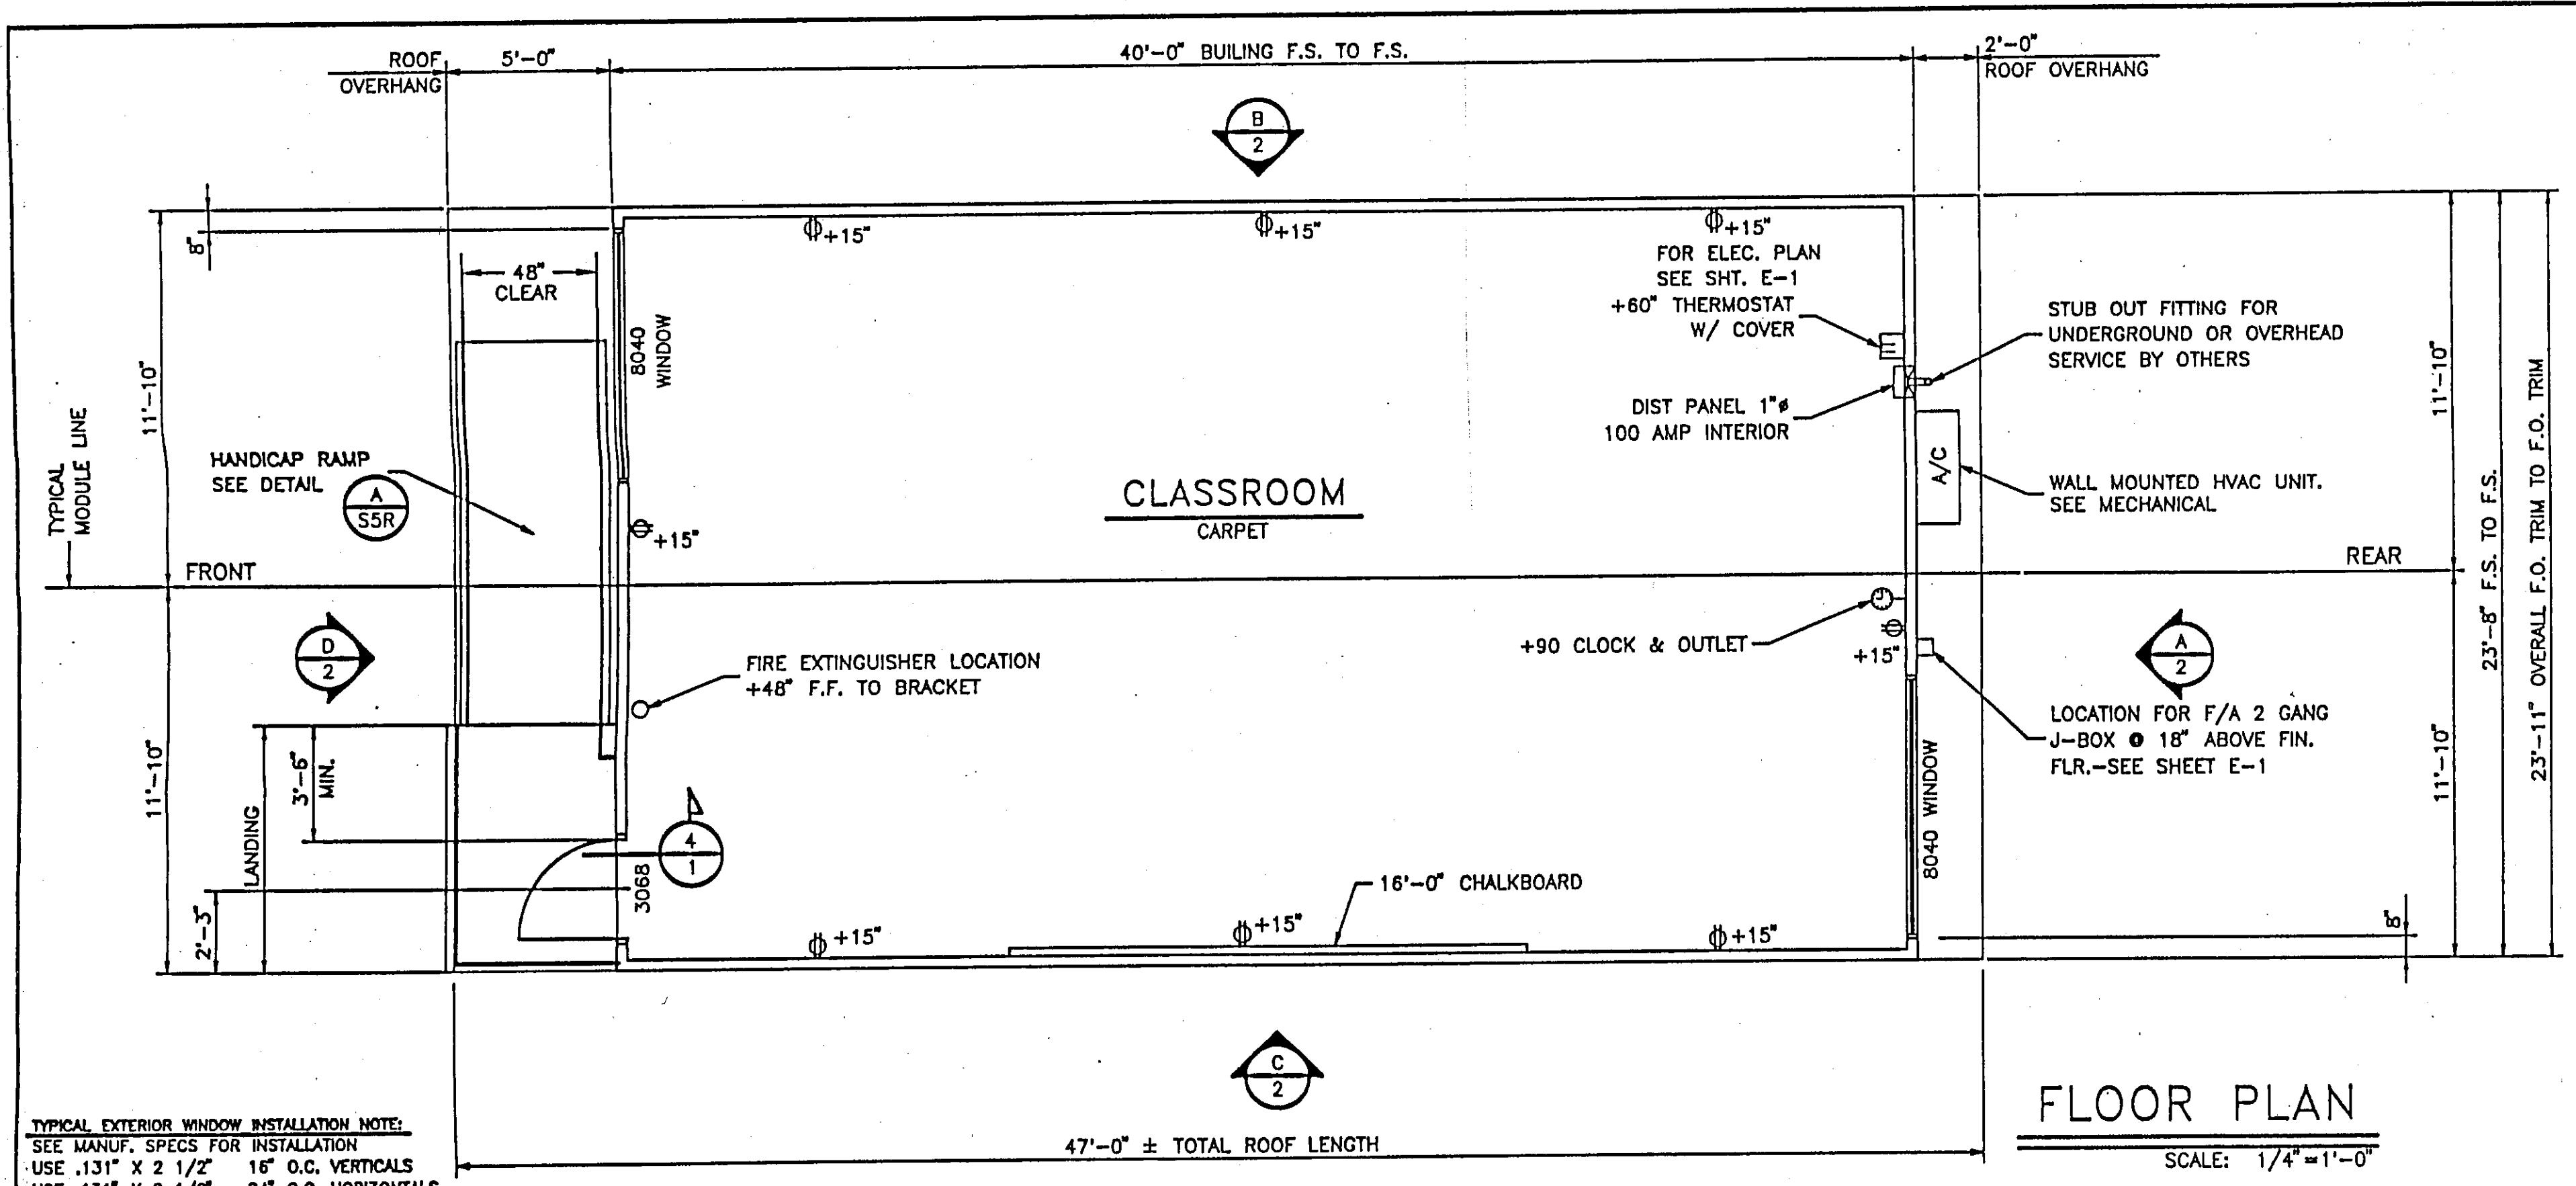 ROOF
OVERHANG
5'-0"
40'-0" BUILING F.S. TO F.S.
2'-0"
ROOF OVERHANG
B
2
8"
+15"
+15"
+15"
48"
CLEAR
8040
WINDOW
FOR ELEC. PLAN
SEE SHT. E-1
+60" THERMOSTAT
W/ COVER
STUB OUT FITTING FOR
UNDERGROUND OR OVERHEAD
SERVICE BY OTHERS
DIST PANEL 1"ø
100 AMP INTERIOR
11'-10"
TYPICAL
MODULE LINE
HANDICAP RAMP
SEE DETAIL
A
S5R
CLASSROOM
CARPET
+15"
A/C
WALL MOUNTED HVAC UNIT.
SEE MECHANICAL
11'-10"
23'-8" F.S. TO F.S.
23'-11" OVERALL F.O. TRIM TO F.O. TRIM
FRONT
REAR
D
2
FIRE EXTINGUISHER LOCATION
+48" F.F. TO BRACKET
+90 CLOCK & OUTLET
+15"
A
2
LOCATION FOR F/A 2 GANG
J-BOX @ 18" ABOVE FIN.
FLR.-SEE SHEET E-1
11'-10"
LANDING
3'-6"
MIN.
2'-3"
4
1
3068
8040 WINDOW
11'-10"
16'-0" CHALKBOARD
+15"
+15"
+15"
8"
C
2
47'-0" ± TOTAL ROOF LENGTH
FLOOR PLAN
SCALE: 1/4"=1'-0"
TYPICAL EXTERIOR WINDOW INSTALLATION NOTE:
SEE MANUF. SPECS FOR INSTALLATION
USE .131" X 2 1/2" 16" O.C. VERTICALS